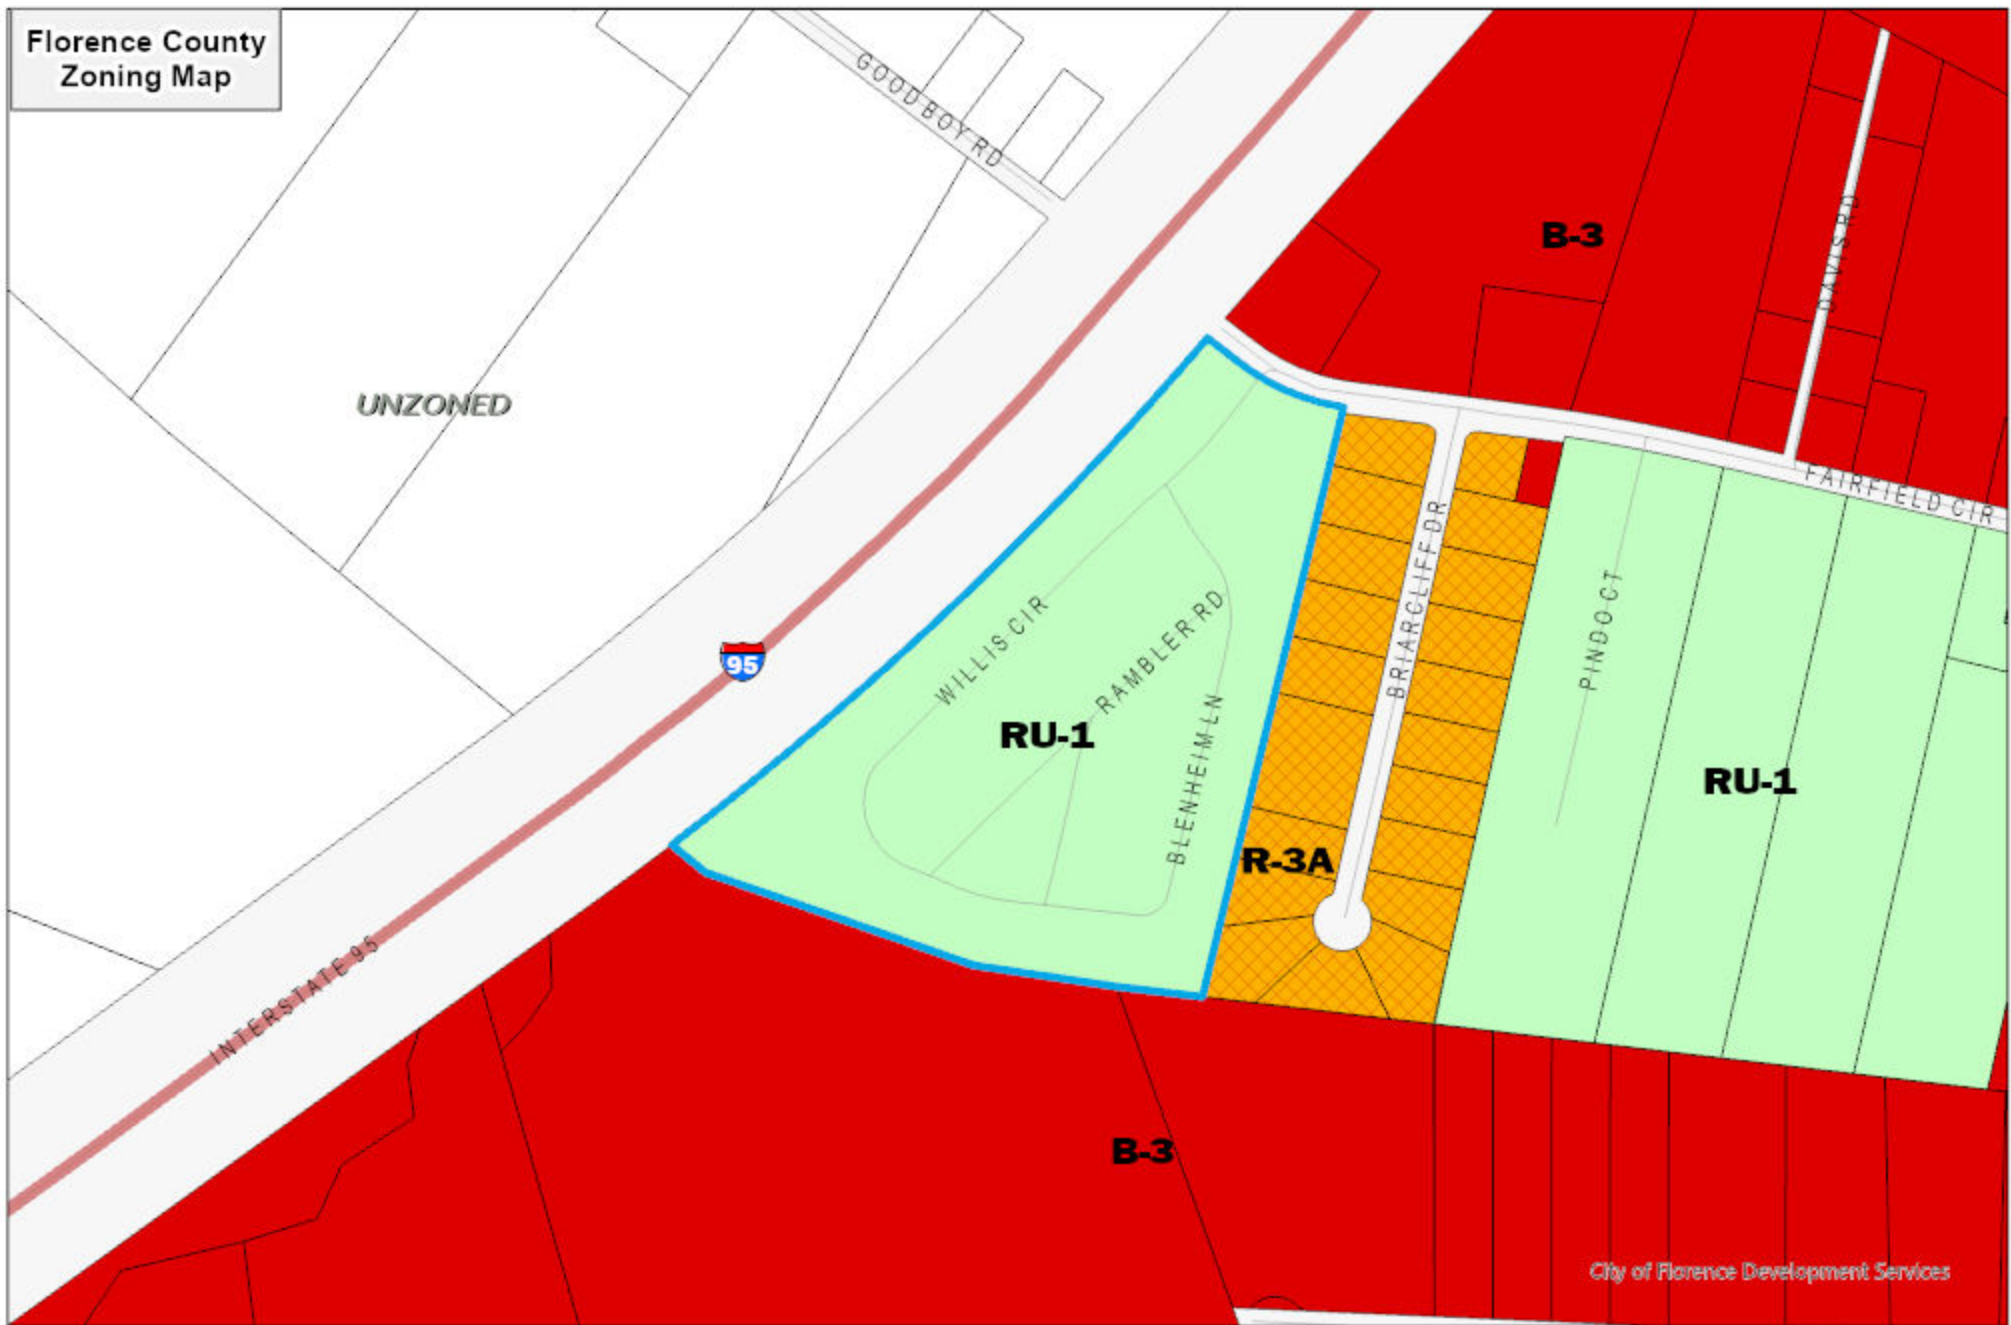 Florence County
Zoning Map
GOODBOY RD
B-3
DAVIS RD
UNZONED
FAIRFIELD CIR
BRIARCLIFF DR
PINDO CT
WILLIS CIR
RAMBLER RD
95
RU-1
BLENHEIM LN
RU-1
R-3A
INTERSTATE 95
B-3
City of Florence Development Services